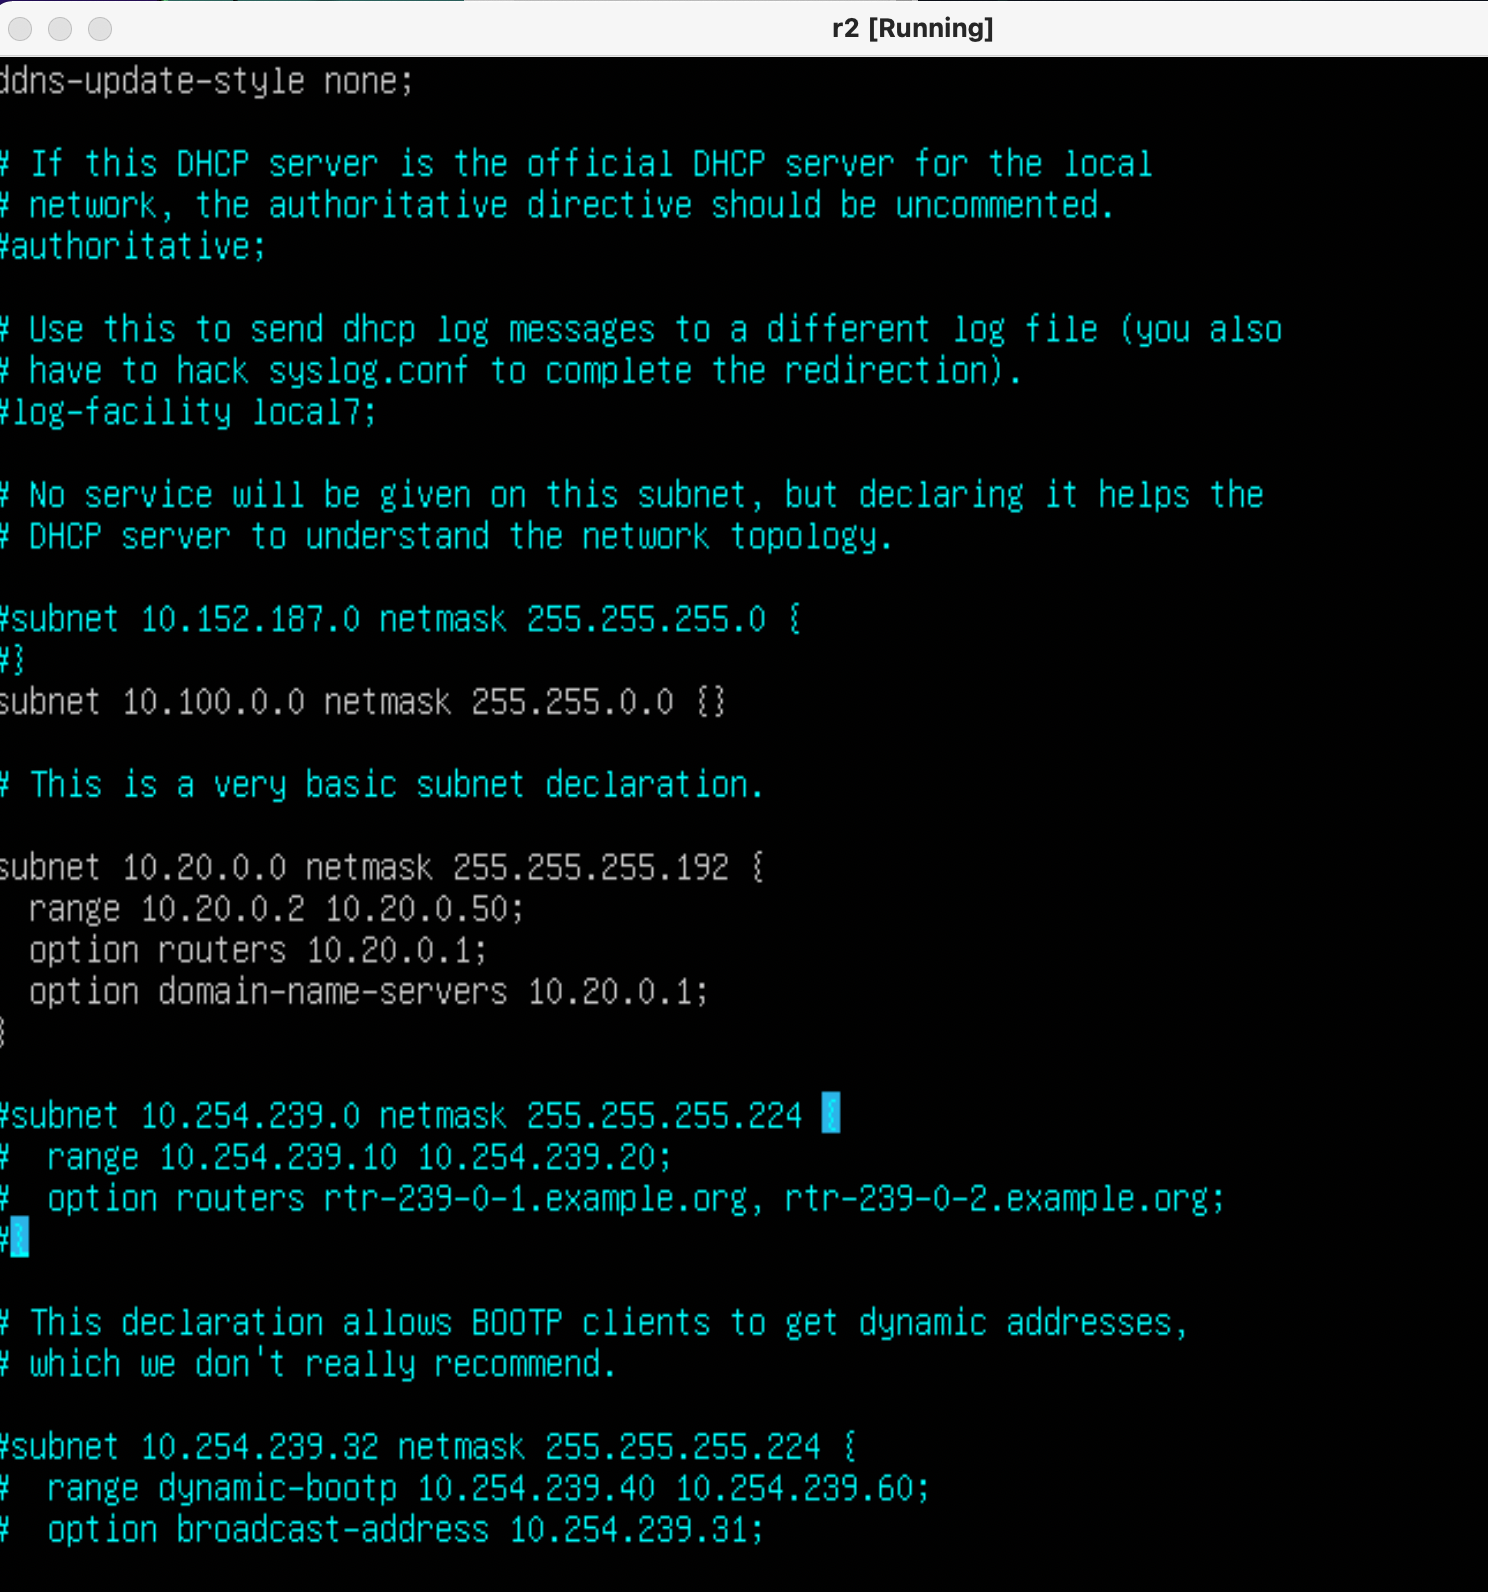 r2 [Running]
ddns-update-style none;
# If this DHCP server is the official DHCP server for the local
# network, the authoritative directive should be uncommented.
#authoritative;
# Use this to send dhcp log messages to a different log file (you also
# have to hack syslog.conf to complete the redirection).
#log-facility local7;
# No service will be given on this subnet, but declaring it helps the
# DHCP server to understand the network topology.
#subnet 10.152.187.0 netmask 255.255.255.0 {
#}
subnet 10.100.0.0 netmask 255.255.0.0 {}
# This is a very basic subnet declaration.
subnet 10.20.0.0 netmask 255.255.255.192 {
  range 10.20.0.2 10.20.0.50;
  option routers 10.20.0.1;
  option domain-name-servers 10.20.0.1;
}
#subnet 10.254.239.0 netmask 255.255.255.224 {
#  range 10.254.239.10 10.254.239.20;
#  option routers rtr-239-0-1.example.org, rtr-239-0-2.example.org;
#}
# This declaration allows BOOTP clients to get dynamic addresses,
# which we don't really recommend.
#subnet 10.254.239.32 netmask 255.255.255.224 {
#  range dynamic-bootp 10.254.239.40 10.254.239.60;
#  option broadcast-address 10.254.239.31;